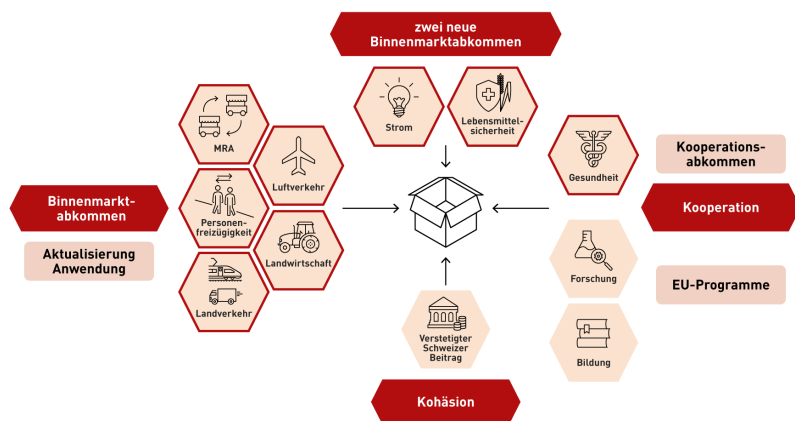 zwei neue
Binnenmarktabkommen
Strom
Lebensmittel-
sicherheit
MRA
Luftverkehr
Personen-
freizügigkeit
Landwirtschaft
Landverkehr
Binnenmarkt-
abkommen
Aktualisierung
Anwendung
Gesundheit
Kooperations-
abkommen
Kooperation
Forschung
EU-Programme
Bildung
Verstetigter
Schweizer
Beitrag
Kohäsion